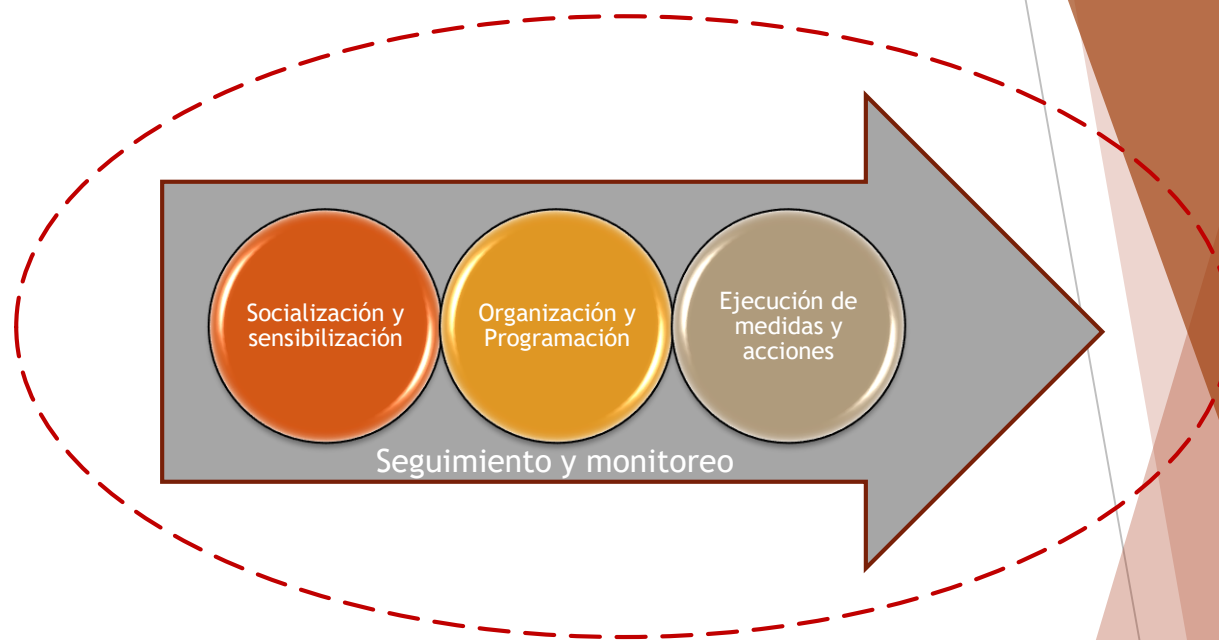 Socialización y
sensibilización
Organización y
Programación
Ejecución de
medidas y
acciones
Seguimiento y monitoreo